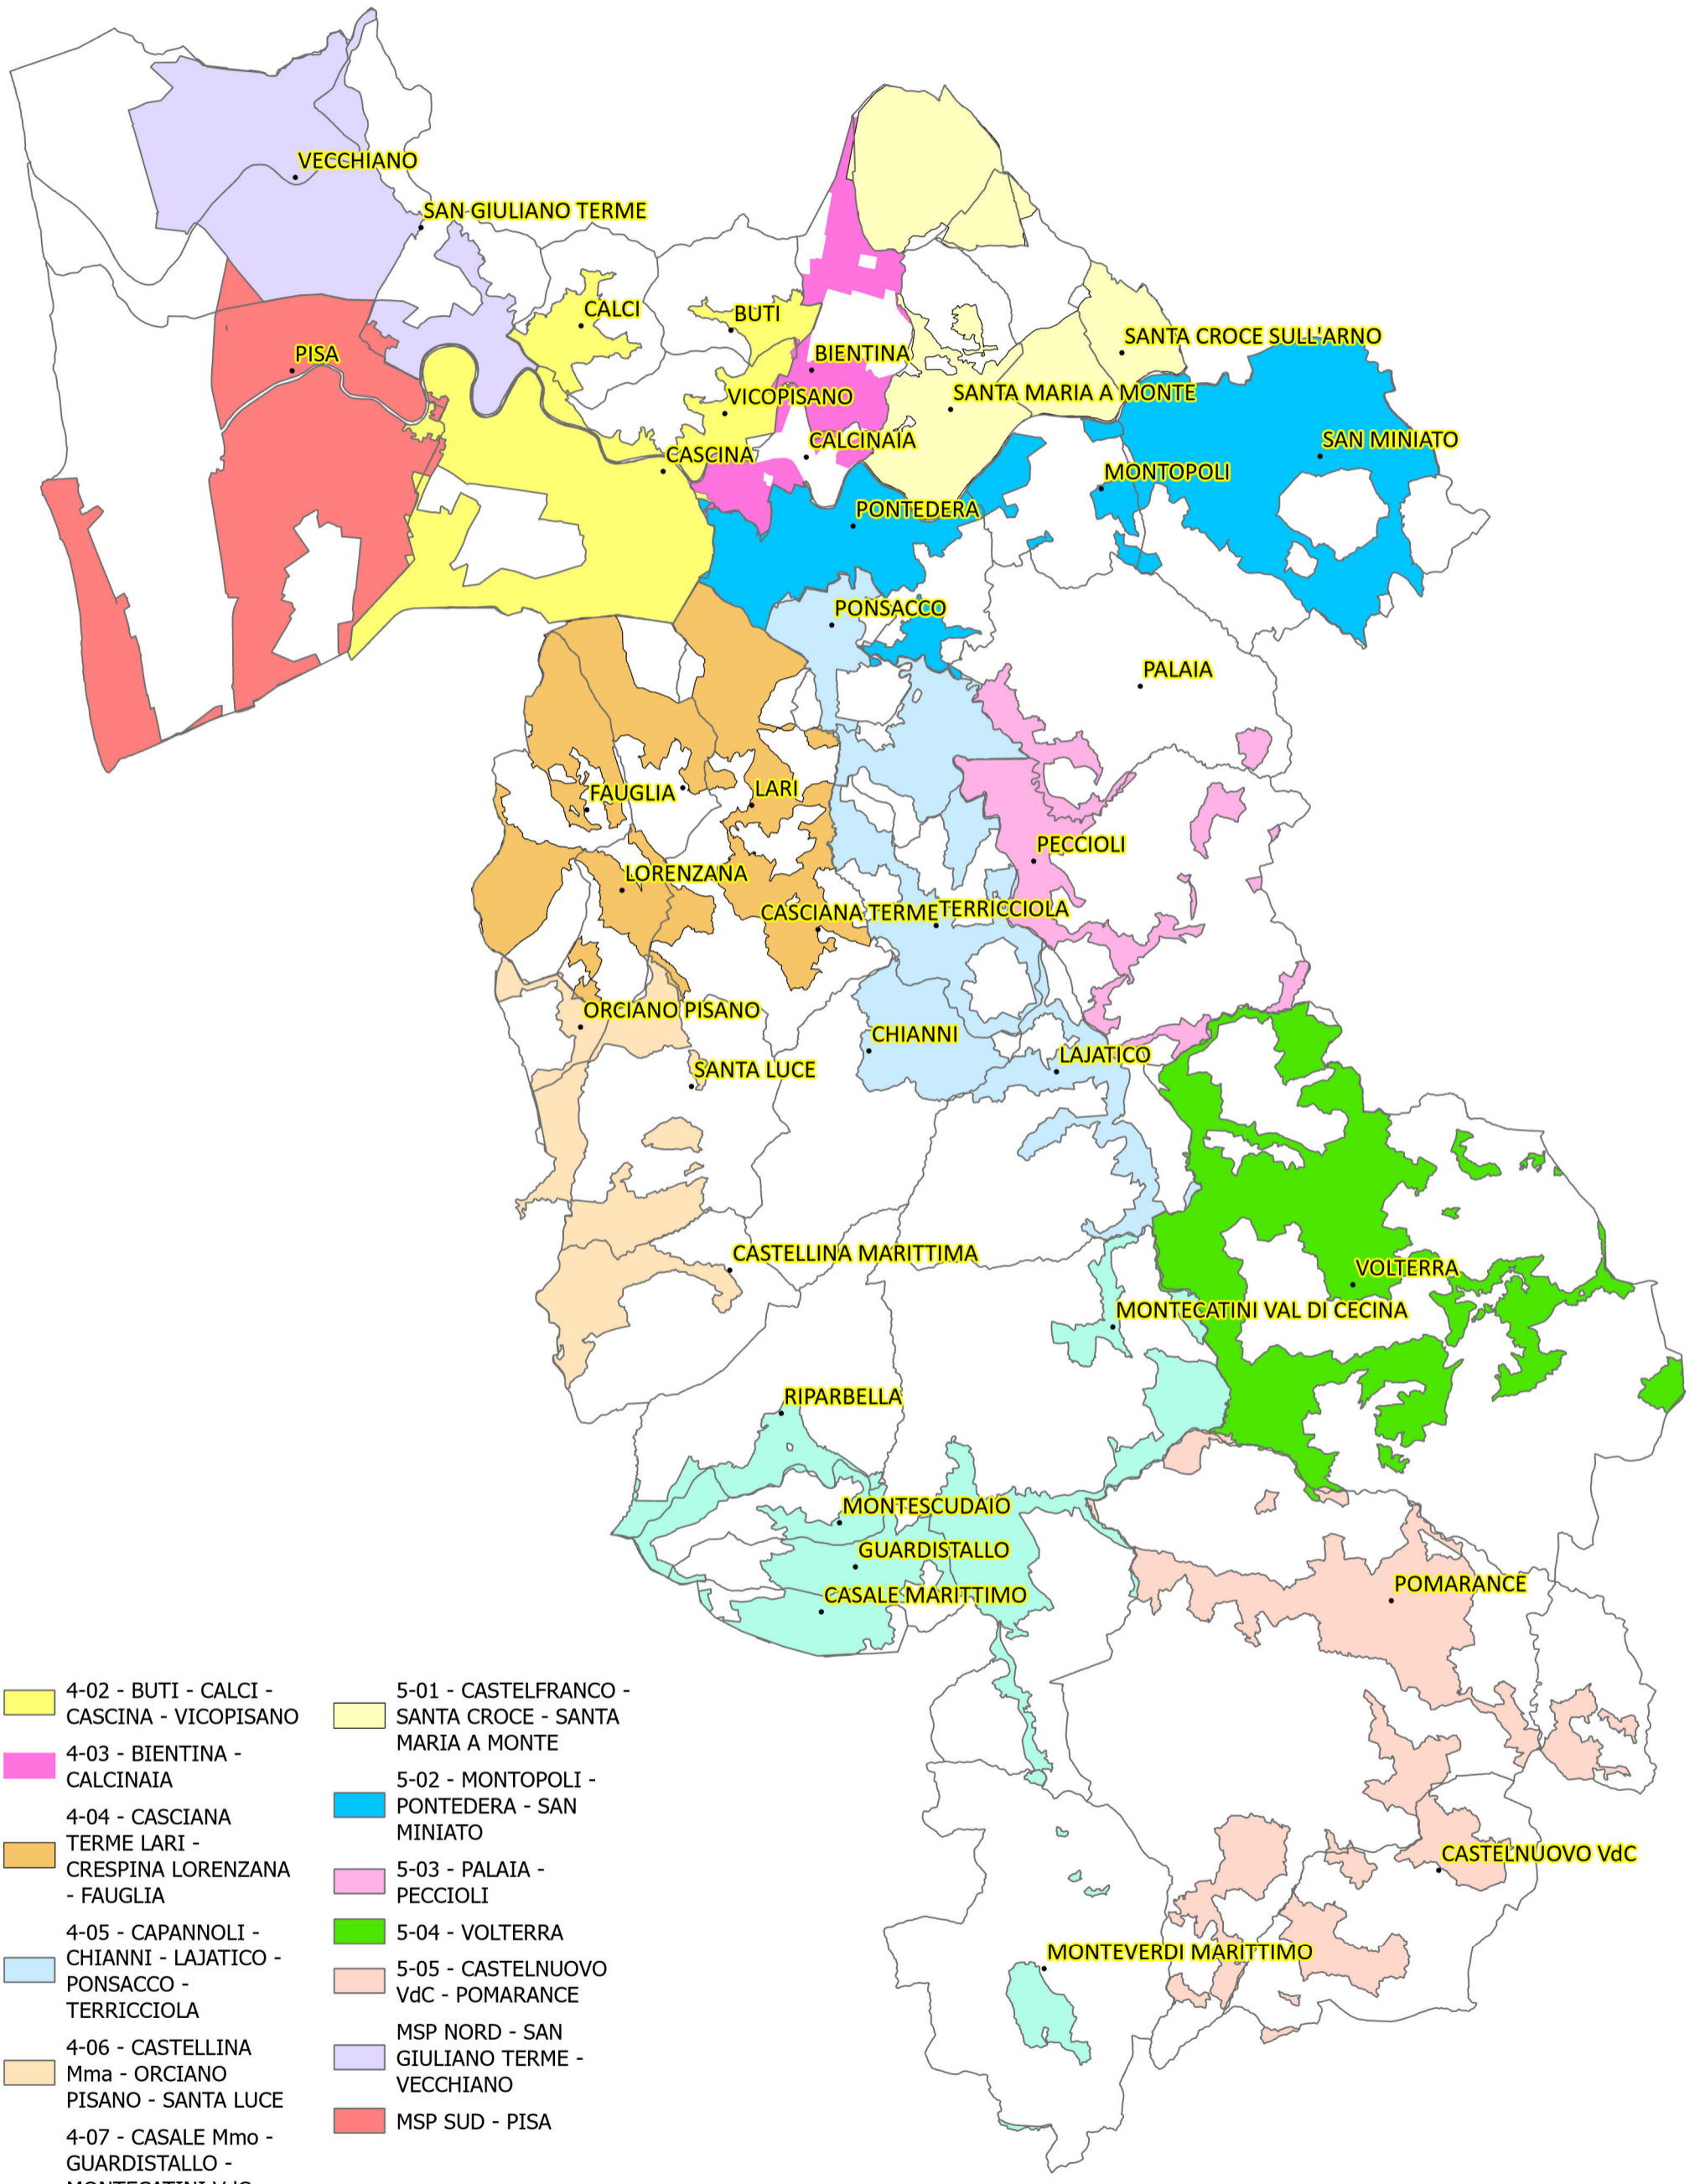 VECCHIANO
SAN GIULIANO TERME
CALCI
BUTI
SANTA CROCE SULL'ARNO
PISA
BIENTINA
SANTA MARIA A MONTE
VICOPISANO
CALCINAIA
SAN MINIATO
CASCINA
MONTOPOLI
PONTEDERA
PONSACCO
PALAIA
FAUGLIA
LARI
PECCIOLI
LORENZANA
CASCIANA TERME
TERRICCIOLA
ORCIANO PISANO
CHIANNI
LAJATICO
SANTA LUCE
CASTELLINA MARITTIMA
VOLTERRA
MONTECATINI VAL DI CECINA
RIPARBELLA
MONTESCUDAIO
GUARDISTALLO
POMARANCE
CASALE MARITTIMO
CASTELNUOVO VdC
MONTEVERDI MARITTIMO
4-02 - BUTI - CALCI -
CASCINA - VICOPISANO
4-03 - BIENTINA -
CALCINAIA
4-04 - CASCIANA
TERME LARI -
CRESPINA LORENZANA
- FAUGLIA
4-05 - CAPANNOLI -
CHIANNI - LAJATICO -
PONSACCO -
TERRICCIOLA
4-06 - CASTELLINA
Mma - ORCIANO
PISANO - SANTA LUCE
4-07 - CASALE Mmo -
GUARDISTALLO -
5-01 - CASTELFRANCO -
SANTA CROCE - SANTA
MARIA A MONTE
5-02 - MONTOPOLI -
PONTEDERA - SAN
MINIATO
5-03 - PALAIA -
PECCIOLI
5-04 - VOLTERRA
5-05 - CASTELNUOVO
VdC - POMARANCE
MSP NORD - SAN
GIULIANO TERME -
VECCHIANO
MSP SUD - PISA